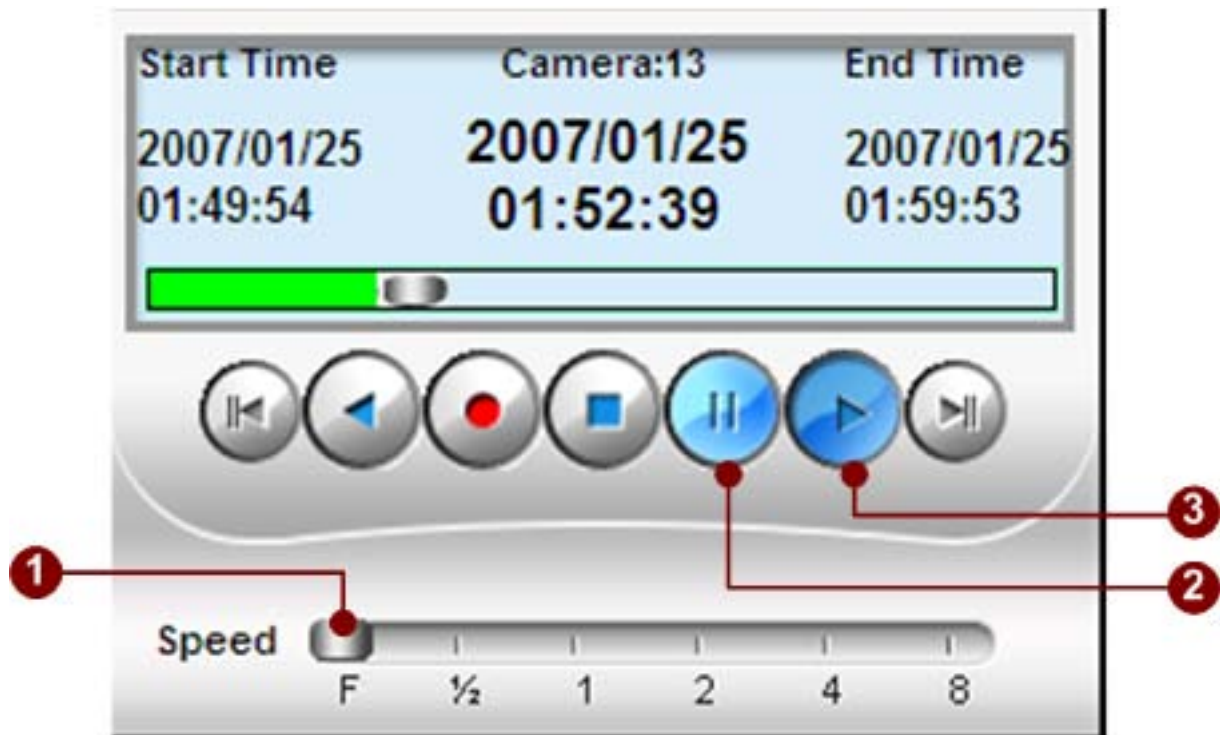 Start Time Camera:13 End Time
2007/01/25 2007/01/25 2007/01/25
01:49:54 01:52:39 01:59:53
3
1
2
Speed
F ½ 1 2 4 8